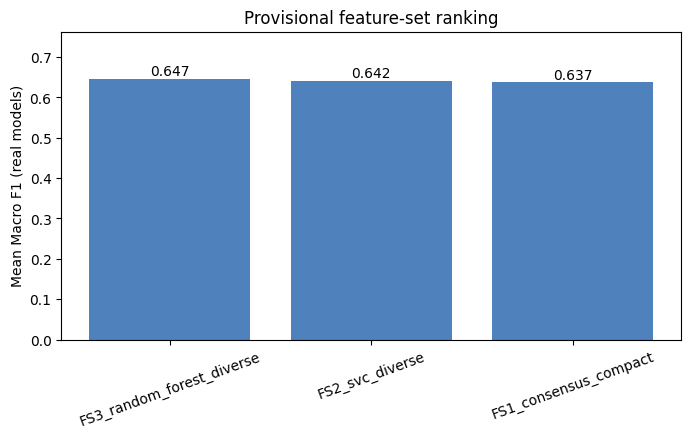 Provisional feature-set ranking
Mean Macro F1 (real models)
0.7
0.6
0.5
0.4
0.3
0.2
0.1
0.0
0.647
0.642
0.637
FS3_random_forest_diverse
FS2_svc_diverse
FS1_consensus_compact